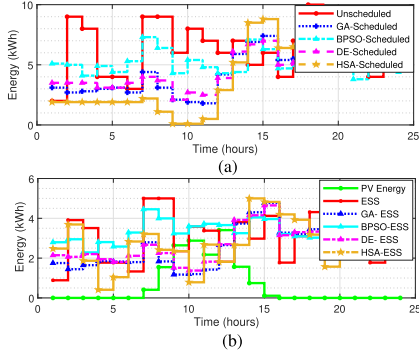 10
5
0
Energy (kWh)
Unscheduled
GA-Scheduled
BPSO-Scheduled
DE-Scheduled
HSA-Scheduled
0 5 10 15 20 25
Time (hours)
(a)
6
4
2
0
Energy (kWh)
PV Energy
ESS
GA- ESS
BPSO-ESS
DE- ESS
HSA-ESS
0 5 10 15 20 25
Time (hours)
(b)